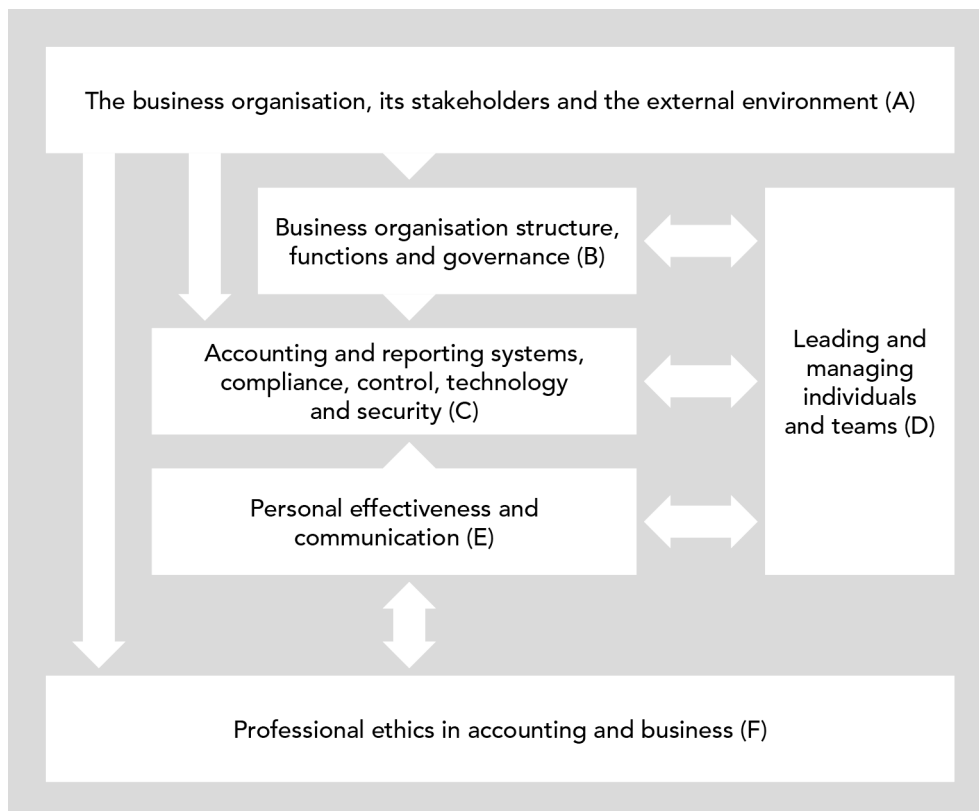 The business organisation, its stakeholders and the external environment (A)
Business organisation structure,
functions and governance (B)
Accounting and reporting systems,
compliance, control, technology
and security (C)
Leading and
managing
individuals
and teams (D)
Personal effectiveness and
communication (E)
Professional ethics in accounting and business (F)